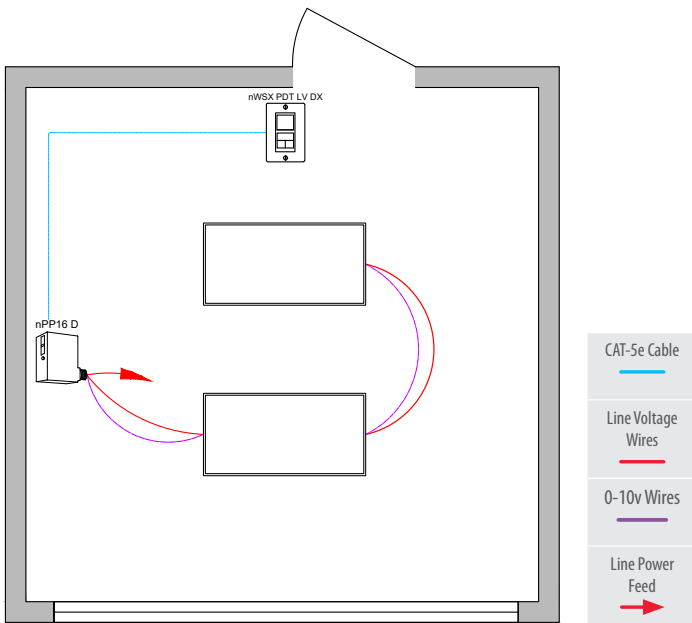 nWSX PDT LV DX
nPP16 D
CAT-5e Cable
Line Voltage
Wires
0-10v Wires
Line Power
Feed